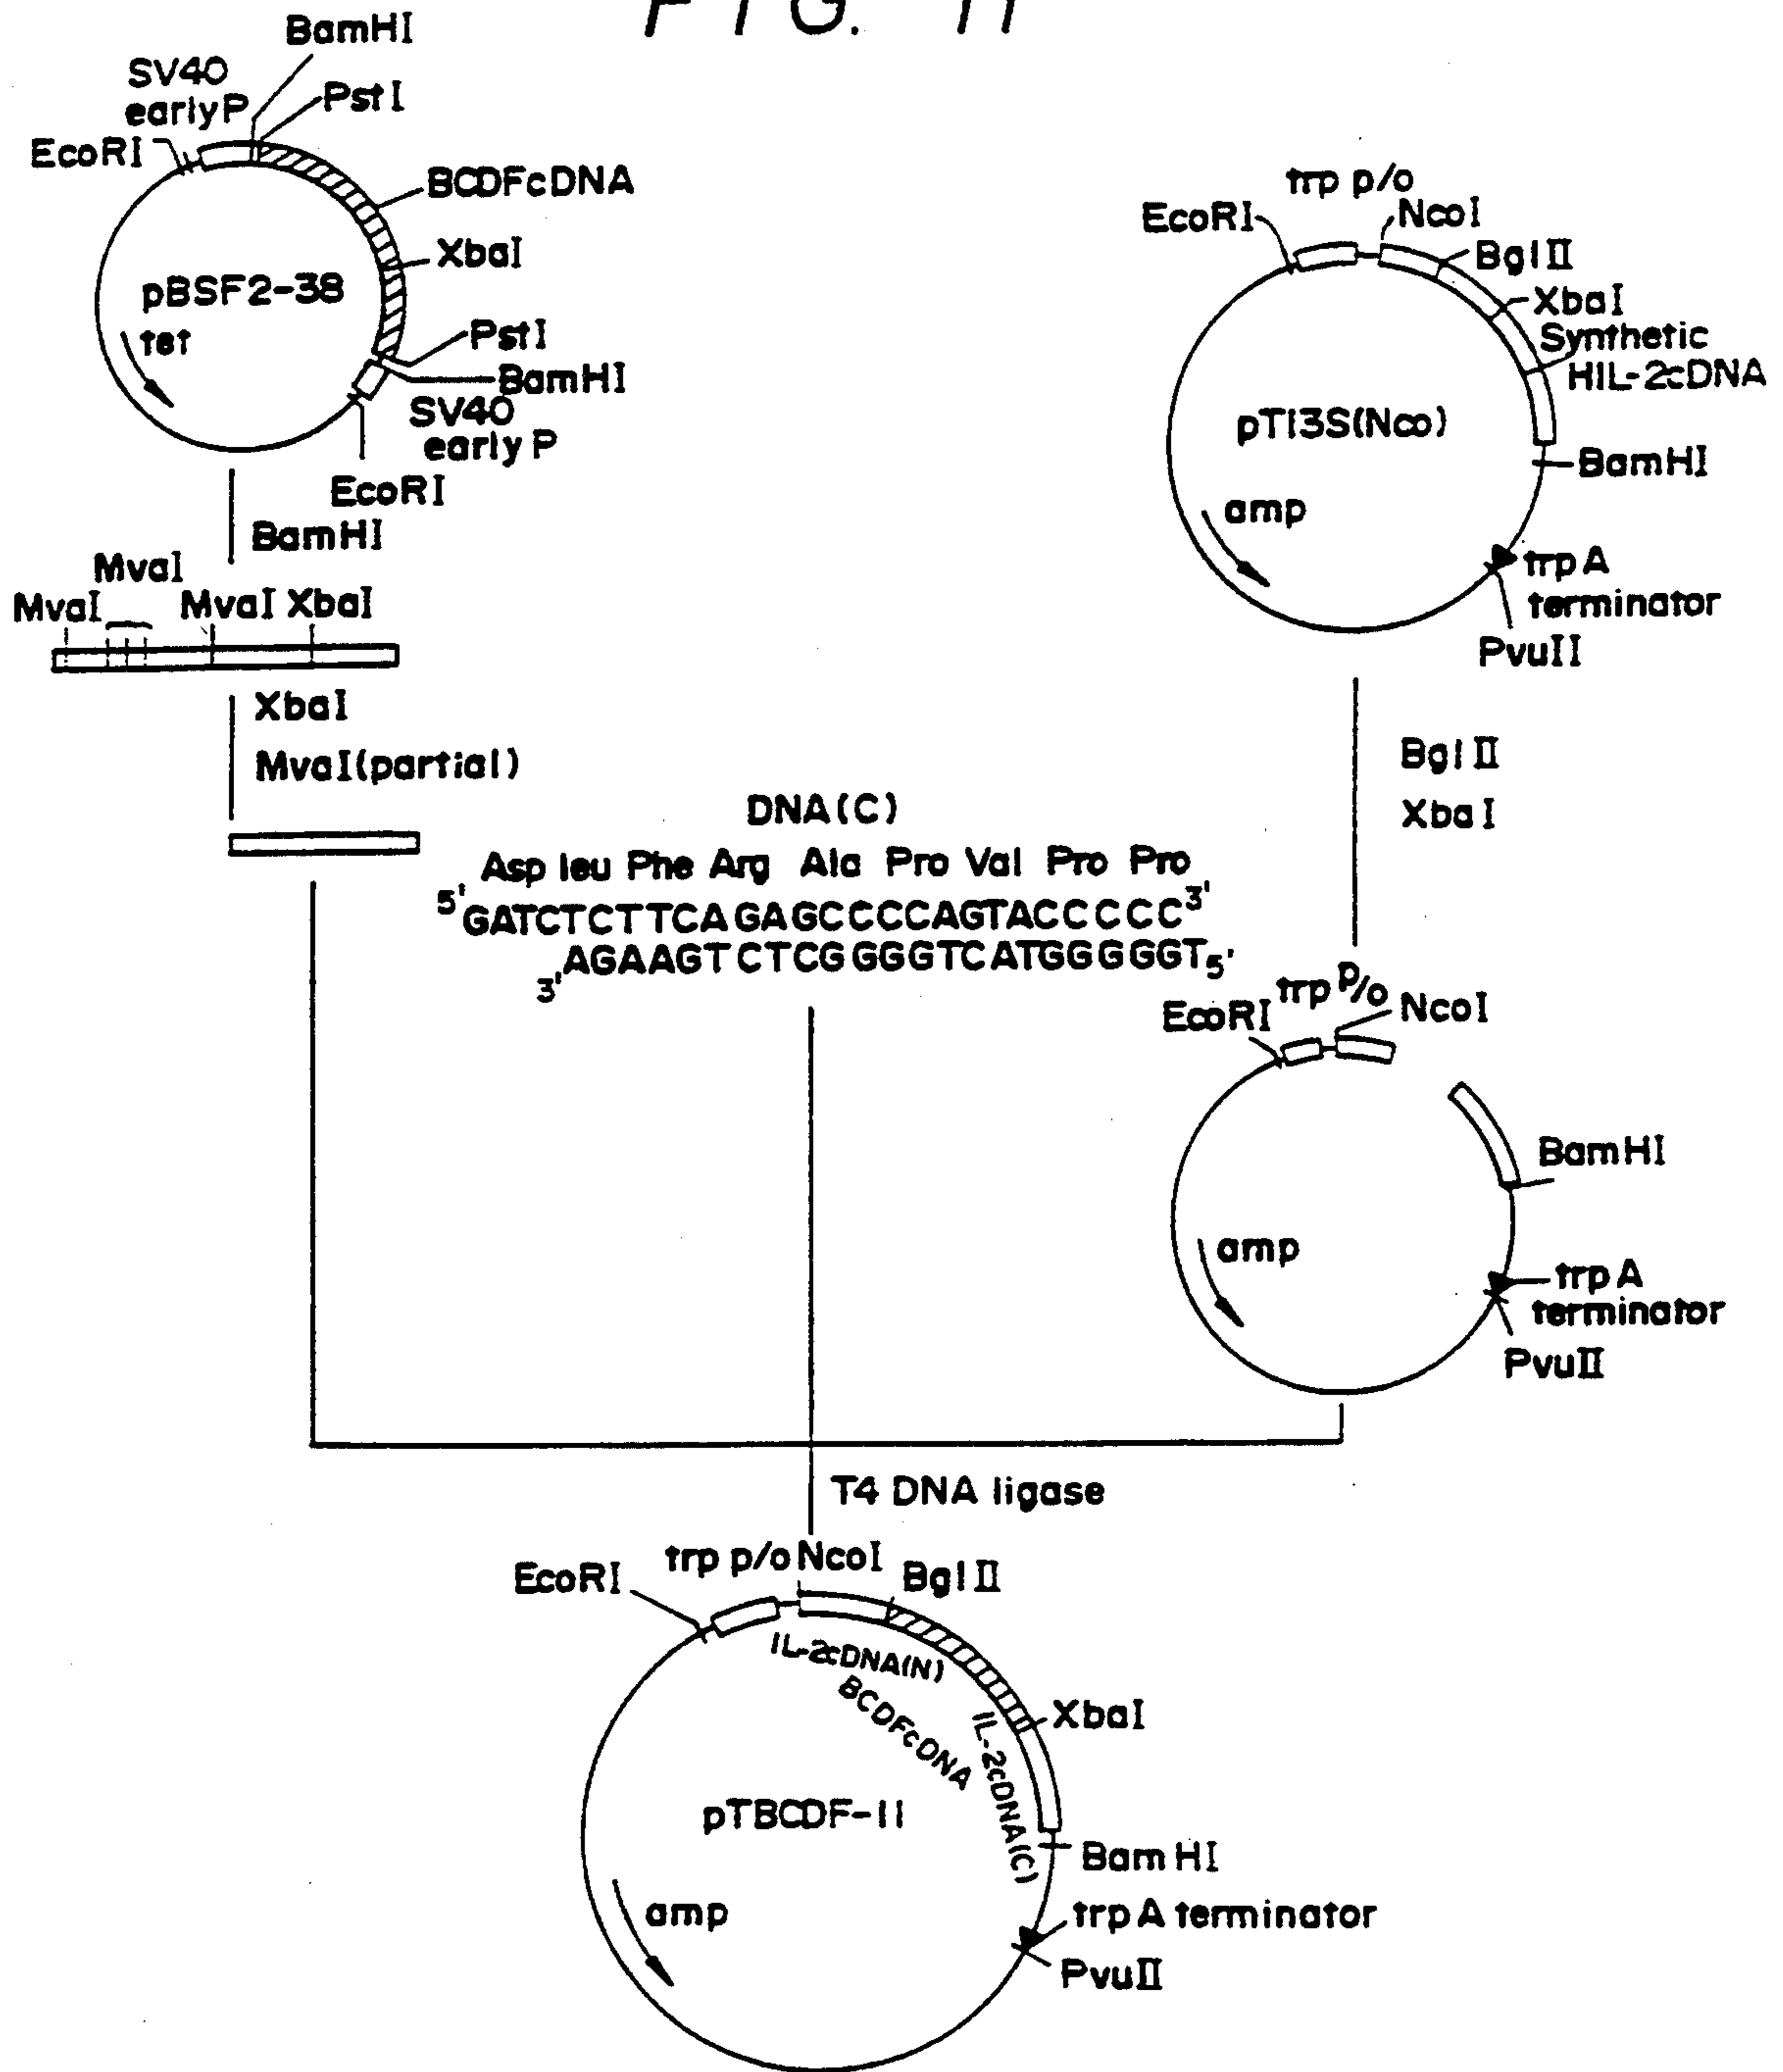 FIG. 11
BamHI
SV40
earlyP
PstI
EcoRI
BCDFcDNA
XbaI
pBSF2-38
tet
PstI
BamHI
SV40
early P
EcoRI
BamHI
MvaI
MvaI
MvaI XbaI
XbaI
MvaI(partial)
trp p/o
EcoRI
NcoI
BglII
XbaI
Synthetic
HIL-2cDNA
pT13S(Nco)
BamHI
amp
trpA
terminator
PvuII
BglII
XbaI
DNA(C)
Asp leu Phe Arg Ala Pro Val Pro Pro
5' GATCTCTTCAGAGCCCCAGTACCCCC 3'
3' AGAAGTCTCGGGGTCATGGGGGT 5'
trp p/o
EcoRI
NcoI
BamHI
amp
trpA
terminator
PvuII
T4 DNA ligase
trp p/o NcoI
EcoRI
BglII
IL-2cDNA(N)
BCDFcDNA
IL-2cDNA(C)
XbaI
pTBCDF-11
BamHI
amp
trpA terminator
PvuII